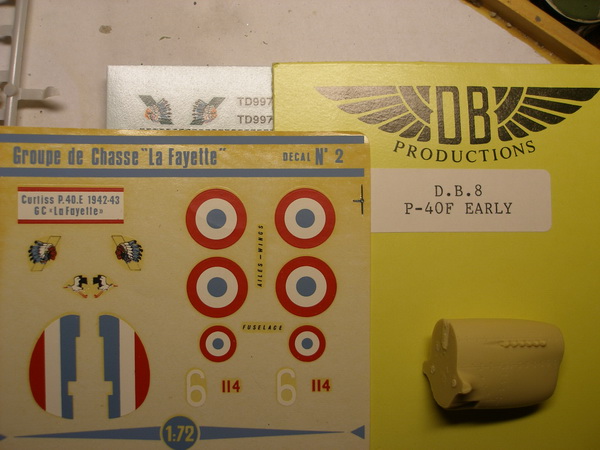 TD997
TD997
DB
PRODUCTIONS
D.B.8
P-40F EARLY
Groupe de Chasse "La Fayette"
DECAL N° 2
Curtiss P.40.E 1942-43
GC «La Fayette»
AILES-WINGS
FUSELAGE
6 114 6 114
1:72